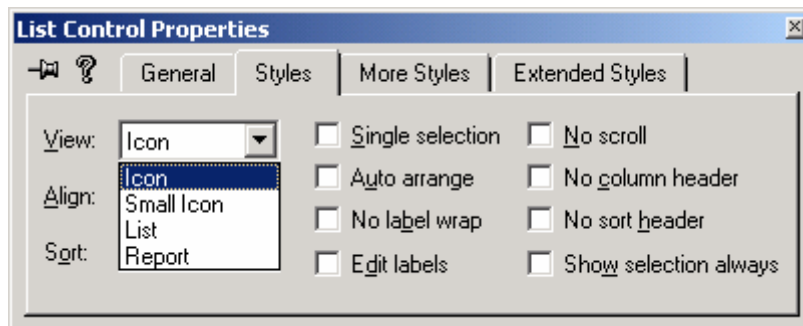 List Control Properties
General Styles More Styles Extended Styles
View: Icon Single selection No scroll
Icon Auto arrange No column header
Align: Small Icon
List No label wrap No sort header
Sort: Report Edit labels Show selection always